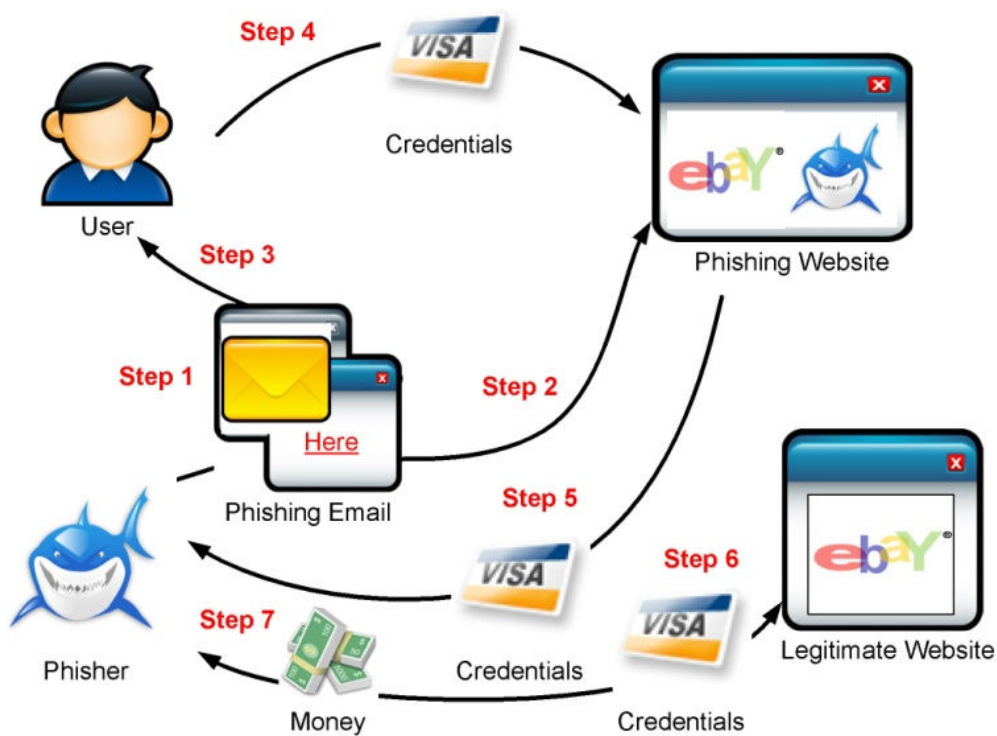 Step 4
VISA
Credentials
ebaY®
User
Step 3
Phishing Website
Step 1
Step 2
Here
Phishing Email
Step 5
VISA
Step 6
ebaY®
Step 7
VISA
Phisher
Credentials
Legitimate Website
Money
Credentials